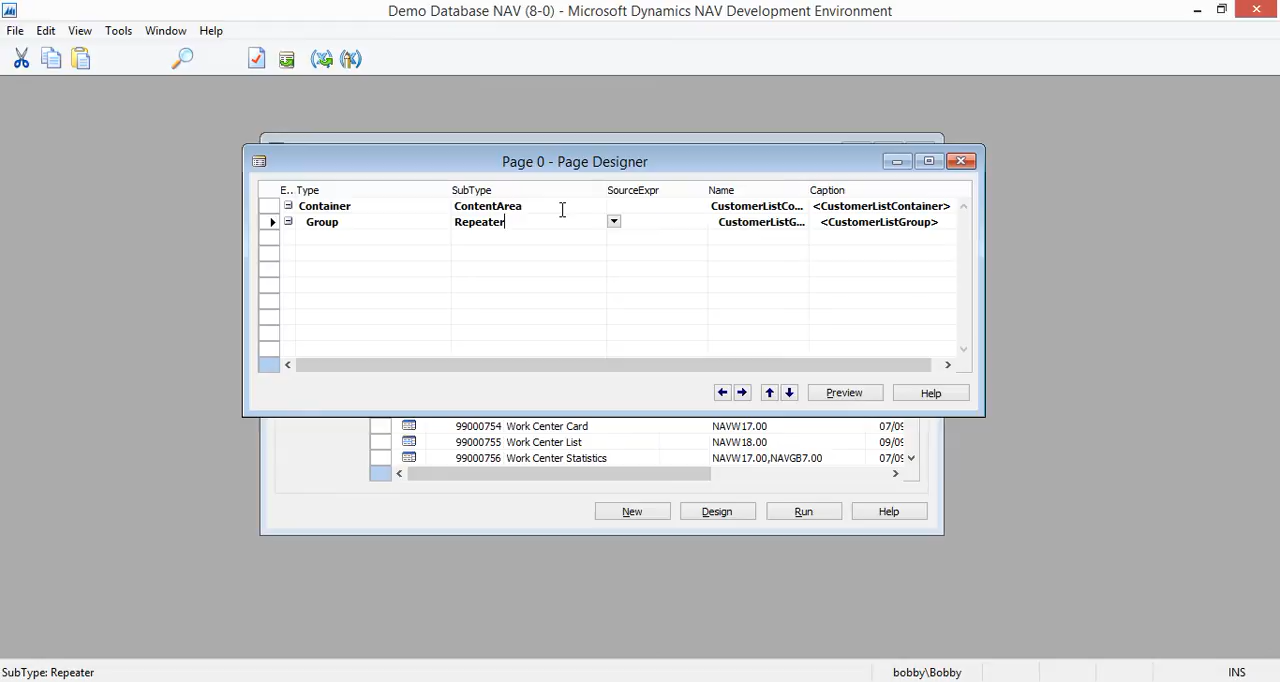 Demo Database NAV (8-0) - Microsoft Dynamics NAV Development Environment
File Edit View Tools Window Help
Page 0 - Page Designer
E.. Type SubType SourceExpr Name Caption
Container ContentArea CustomerListCo... <CustomerListContainer>
Group Repeater CustomerListG... <CustomerListGroup>
Preview Help
99000754 Work Center Card NAVW17.00 07/09
99000755 Work Center List NAVW18.00 09/09
99000756 Work Center Statistics NAVW17.00,NAVGB7.00 07/09
New Design Run Help
SubType: Repeater bobby\Bobby INS